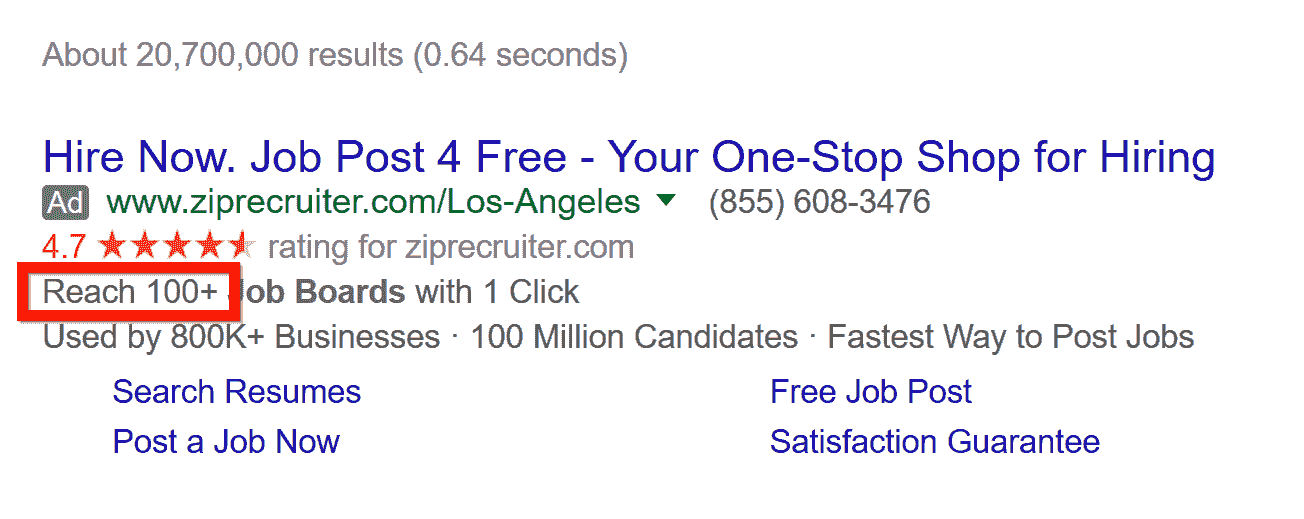 About 20,700,000 results (0.64 seconds)
Hire Now. Job Post 4 Free - Your One-Stop Shop for Hiring
Ad www.ziprecruiter.com/Los-Angeles (855) 608-3476
4.7 ★★★★ rating for ziprecruiter.com
Reach 100+ Job Boards with 1 Click
Used by 800K+ Businesses · 100 Million Candidates · Fastest Way to Post Jobs
Search Resumes Free Job Post
Post a Job Now Satisfaction Guarantee